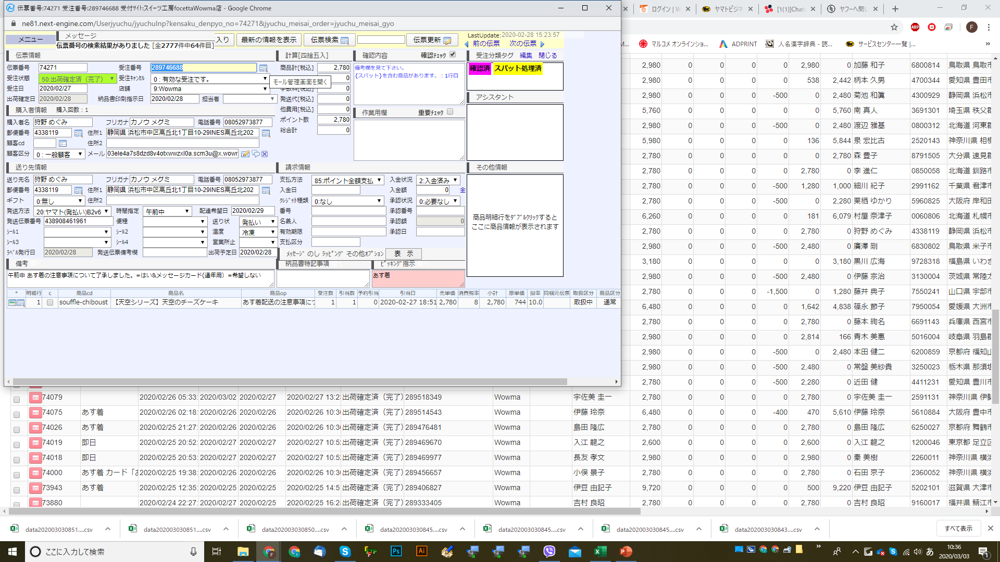 伝票番号:74271 受注番号:289746688 受付サイト:スイーツ工房focettaWowma店 - Google Chrome
ne81.next-engine.com/Userjyuchu/jyuchuInp?kensaku_denpyo_no=74271&jyuchu_meisai_order=jyuchu_meisai_gyo
ログイン | W
ヤマトビジネ
[1(1)]Chatw
ヤフーへ問い
メニュー
メッセージ
入り
最新の情報を表示
伝票検索
伝票更新
LastUpdate:2020-02-28 15:23:57
前の伝票 次の伝票
伝票番号の検索結果がありました [全2777件中64件目]
マルコメ オンラインショ...
ADPRINT
人名漢字辞典 - 読...
サービスセンター一覧 |...
»
伝票情報
計算[四捨五入]
確認内容
確認ﾁｪｯｸ
受注分類タグ 編集 閉じる
伝票番号 74271
受注番号 289746688
商品計[税込] 2,780
備考欄を見て下さい。
{スパット}を含む商品があります。:1行目
確認済 スパット処理済
受注状態 50:出荷確定済（完了）
受注ｷｬﾝｾﾙ 0 : 有効な受注です。
モール管理画面を開く
0
受注日 2020/02/27
店舗 9:Wowma
0
出荷確定日 2020/02/28
納品書印刷指示日 2020/02/28
担当者
発送代[税込] 0
アシスタント
購入者情報 購入回数 : 1
他費用[税込] 0
作業用欄 重要ﾁｪｯｸ
購入者名 狩野 めぐみ
フリガナ カノウ メグミ
電話番号 08052973877
ポイント数 2,780
郵便番号 4338119
住所1 静岡県 浜松市中区高丘北1丁目10-29INES高丘北202
総合計 0
顧客cd
住所2
顧客区分 0 : 一般顧客
メール 03ele4a7s8dzd8v4otxwwzxl0a.scm3u@x.wowr
送り先情報
請求情報
その他情報
送り先名 狩野 めぐみ
フリガナ カノウ メグミ
電話番号 08052973877
支払方法 85:ポイント全額支払
入金状況 2:入金済み
郵便番号 4338119
住所1 静岡県 浜松市中区高丘北1丁目10-29INES高丘北202
入金日
入金額 0 全
ギフト 0:無し
住所2
ｸﾚｼﾞｯﾄ種類 0:なし
承認状況 0:必要なし
発送方法 20:ヤマト(発払い)B2v6
時間指定 午前中
配達希望日 2020/02/29
番号
承認番号
発送伝票番号 438908461961
便種
送り状 発払い
名義人
承認額 0
ｼｰﾙ1
ｼｰﾙ2
温度 冷凍
有効期限
承認日
ｼｰﾙ3
ｼｰﾙ4
営業所止
支払区分
ﾗﾍﾞﾙ発行日 2020/02/28
発送伝票備考欄
出荷予定日 2020/02/28
ﾒｯｾｰｼﾞ のし ﾗｯﾋﾟﾝｸﾞ その他ｵﾌﾟｼｮﾝ 表 示
商品明細行をﾀﾞﾌﾞﾙｸﾘｯｸすると
ここに商品情報が表示されます
備考
納品書特記事項
ﾋﾟｯｷﾝｸﾞ指示
午前中 あす着の注意事項について了承しました。=はい&メッセージカード(通年用）=希望しない
あす着
* 明細行 c 商品cd 商品名 商品op 受注数 引当数 予約引当 引当日 売単価 消費税率 小計 原単価 掛率 同梱元伝票 取扱区分 商品区分
1 souffle-chiboust 【天空シリーズ】天空のチーズケーキ あす着配送の注意事項に 1 1 0 2020-02-27 18:51 2,780 8 2,780 744 10.0 取扱中 通常
2,980 0 0 0 2,980 0 加藤 和子 6800814 鳥取県 鳥取市
0 0 0 538 2,442 柄本 久男 4700344 愛知県 豊田市
2,980 0 0 -500 0 2,480 菊池 和眞 4300929 静岡県 浜松市
5,760 0 0 0 0 5,760 南 真人 3691301 埼玉県 秩父郡
2,980 0 0 -500 0 2,480 渡辺 雅基 0800312 北海道 河東郡
5,980 0 0 0 136 5,844 泉 宏比古 2520143 神奈川県 相模
2,780 0 0 0 0 2,780 森 豊子 8791505 大分県 速見郡
2,780 0 0 0 2,780 0 李 進仁 0850058 北海道 釧路市
2,780 0 0 -500 1,280 1,000 細川 紀子 2991162 千葉県 君津市
2,780 0 0 -500 0 2,280 栗栖 ゆかり 5960825 大阪府 岸和田
6,260 0 0 0 181 6,079 村屋 奈津子 0060806 北海道 札幌市
2,780 0 0 0 2,780 0 狩野 めぐみ 4338119 静岡県 浜松市
2,980 0 0 -500 2,480 0 廣澤 剛 6830802 鳥取県 米子市
3,180 0 0 0 0 3,180 黒川 広海 9728318 福島県 いわき
2,980 0 0 -500 2,480 0 伊藤 宗治 3130004 茨城県 常陸太
2,780 0 0 -1,500 0 1,280 藤井 典子 7550241 山口県 宇部市
6,480 0 0 0 1,642 4,838 篠永 節子 7950054 愛媛県 大洲市
2,780 0 0 0 2,780 0 藤本 絢名 6691143 兵庫県 西宮市
2,980 0 0 0 2,814 166 青木 美恵 5016004 岐阜県 羽島郡
2,980 0 0 -500 0 2,480 本田 健二 6200859 京都府 福知山
2,980 0 0 -500 2,480 0 常盤 美紗貴 3250023 栃木県 那須塩
2,780 0 0 -500 2,280 0 近田 健 4411231 愛知県 豊川市
74079 2020/02/26 05:33: 2020/03/02 2020/02/27 2020/02/27 13:2 出荷確定済（完了） 289518349 Wowma 宇佐美 圭一 2,780 0 0 0 2,780 0 宇佐美 圭一 2591131 神奈川県 伊勢
74075 あす着 2020/02/26 02:18: 2020/02/26 2020/02/26 2020/02/26 10:3 出荷確定済（完了） 289514543 Wowma 伊藤 玲奈 6,480 0 0 -400 470 5,610 伊藤 玲奈 5610884 大阪府 豊中市
74026 あす着 2020/02/25 21:27: 2020/02/26 2020/02/26 2020/02/26 10:3 出荷確定済（完了） 289476481 Wowma 島田 隆広 2,780 0 0 0 2,780 0 島田 隆広 6250027 京都府 舞鶴市
74019 即日 2020/02/25 20:52: 2020/02/27 2020/02/27 2020/02/27 10:5 出荷確定済（完了） 289469670 Wowma 入江 龍之 2,600 0 0 0 2,600 0 入江 龍之 1200046 東京都 足立区
74018 即日 2020/02/25 20:53: 2020/02/27 2020/02/27 2020/02/27 10:5 出荷確定済（完了） 289469977 Wowma 長友 孝文 2,980 0 0 0 2,980 0 秦 美樹 2260011 神奈川県 横浜
74000 あす着 カード「お 2020/02/25 19:38: 2020/02/26 2020/02/26 2020/02/26 10:3 出荷確定済（完了） 289456657 Wowma 小俣 景子 2,780 0 0 0 2,780 0 石田 京子 2360052 神奈川県 横浜
73943 あす着 2020/02/25 12:35: 2020/02/25 2020/02/25 2020/02/25 14:5 出荷確定済（完了） 289406827 Wowma 伊豆 由記子 9,720 0 0 0 500 9,220 伊豆 由記子 5202101 滋賀県 大津市
73880 2020/02/24 22:27: 2020/02/27 2020/02/25 2020/02/25 16:2 出荷確定済（完了） 289333405 Wowma 吉村 良昭 2,780 0 0 0 2,780 0 吉村 良昭 9160017 福井県 鯖江市
data202003030851....csv
data202003030851....csv
data202003030850....csv
data202003030845....csv
data202003030845....csv
data202003030845....csv
data202003030843....csv
すべて表示
ここに入力して検索
あ
10:36
2020/03/03